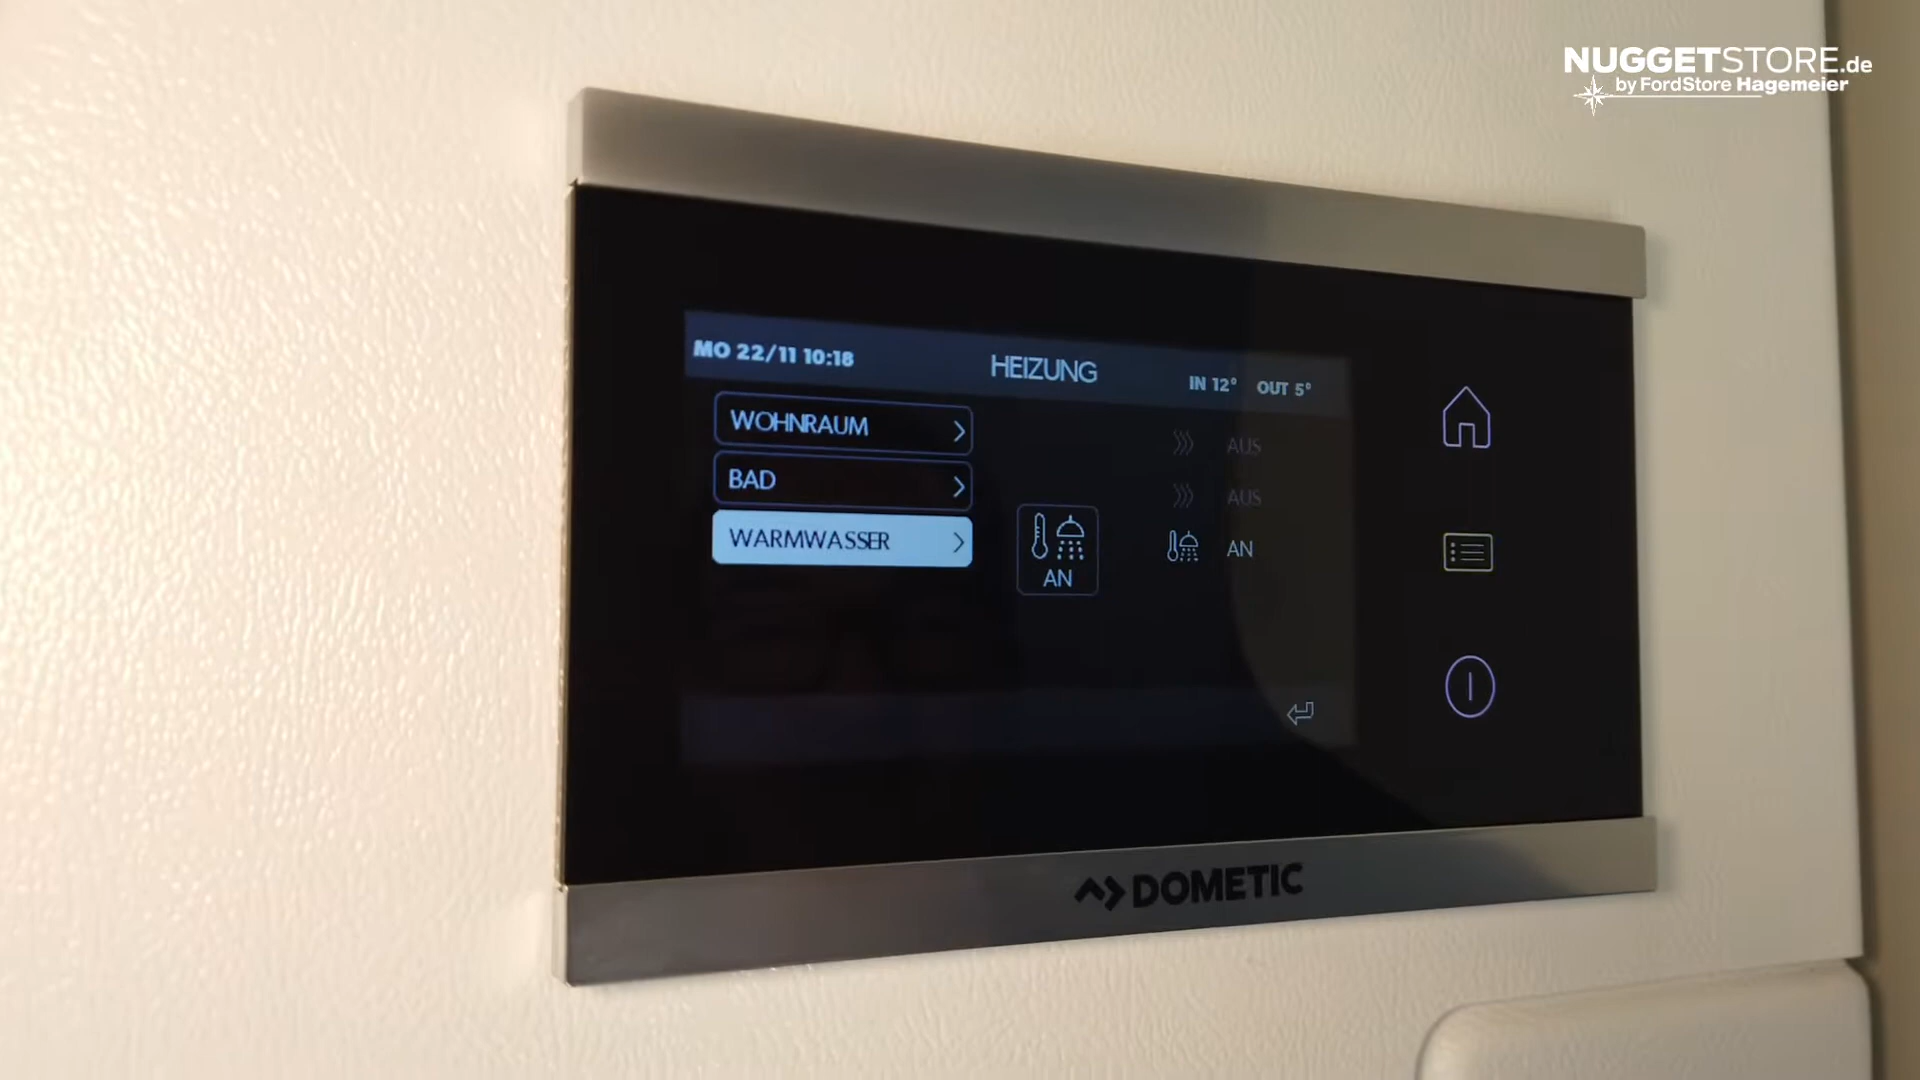 NUGGETSTORE.de
by FordStore Hagemeier
MO 22/11 10:18
HEIZUNG
IN 12° OUT 5°
WOHNRAUM
AUS
BAD
AUS
WARMWASSER
AN
AN
DOMETIC